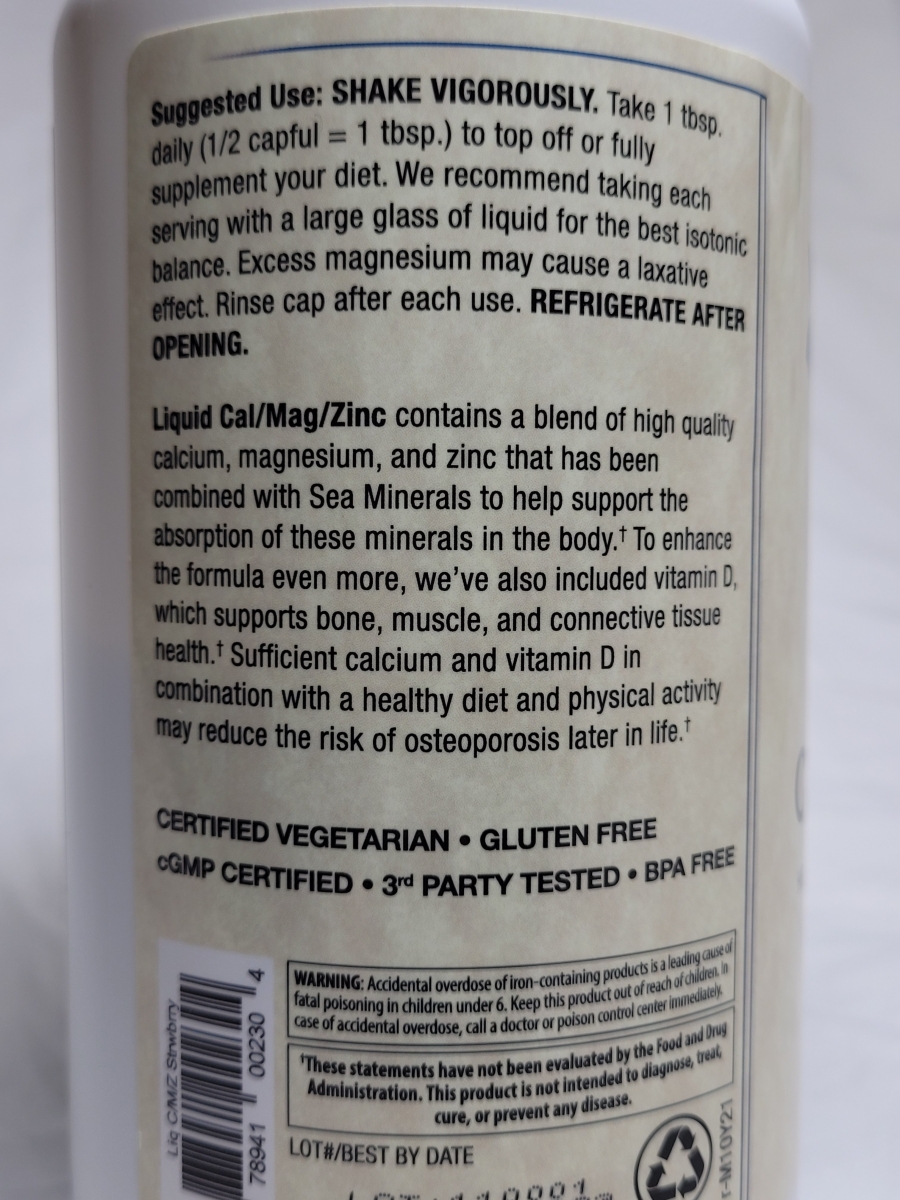 Suggested Use: SHAKE VIGOROUSLY. Take 1 tbsp.
daily (1/2 capful = 1 tbsp.) to top off or fully
supplement your diet. We recommend taking each
serving with a large glass of liquid for the best isotonic
balance. Excess magnesium may cause a laxative
effect. Rinse cap after each use. REFRIGERATE AFTER
OPENING.
Liquid Cal/Mag/Zinc contains a blend of high quality
calcium, magnesium, and zinc that has been
combined with Sea Minerals to help support the
absorption of these minerals in the body.† To enhance
the formula even more, we've also included vitamin D,
which supports bone, muscle, and connective tissue
health.† Sufficient calcium and vitamin D in
combination with a healthy diet and physical activity
may reduce the risk of osteoporosis later in life.†
CERTIFIED VEGETARIAN • GLUTEN FREE
cGMP CERTIFIED • 3rd PARTY TESTED • BPA FREE
Liq C/M/Z Strwbrry
78941 00230 4
WARNING: Accidental overdose of iron-containing products is a leading cause of
fatal poisoning in children under 6. Keep this product out of reach of children. In
case of accidental overdose, call a doctor or poison control center immediately.
†These statements have not been evaluated by the Food and Drug
Administration. This product is not intended to diagnose, treat,
cure, or prevent any disease.
LOT#/BEST BY DATE